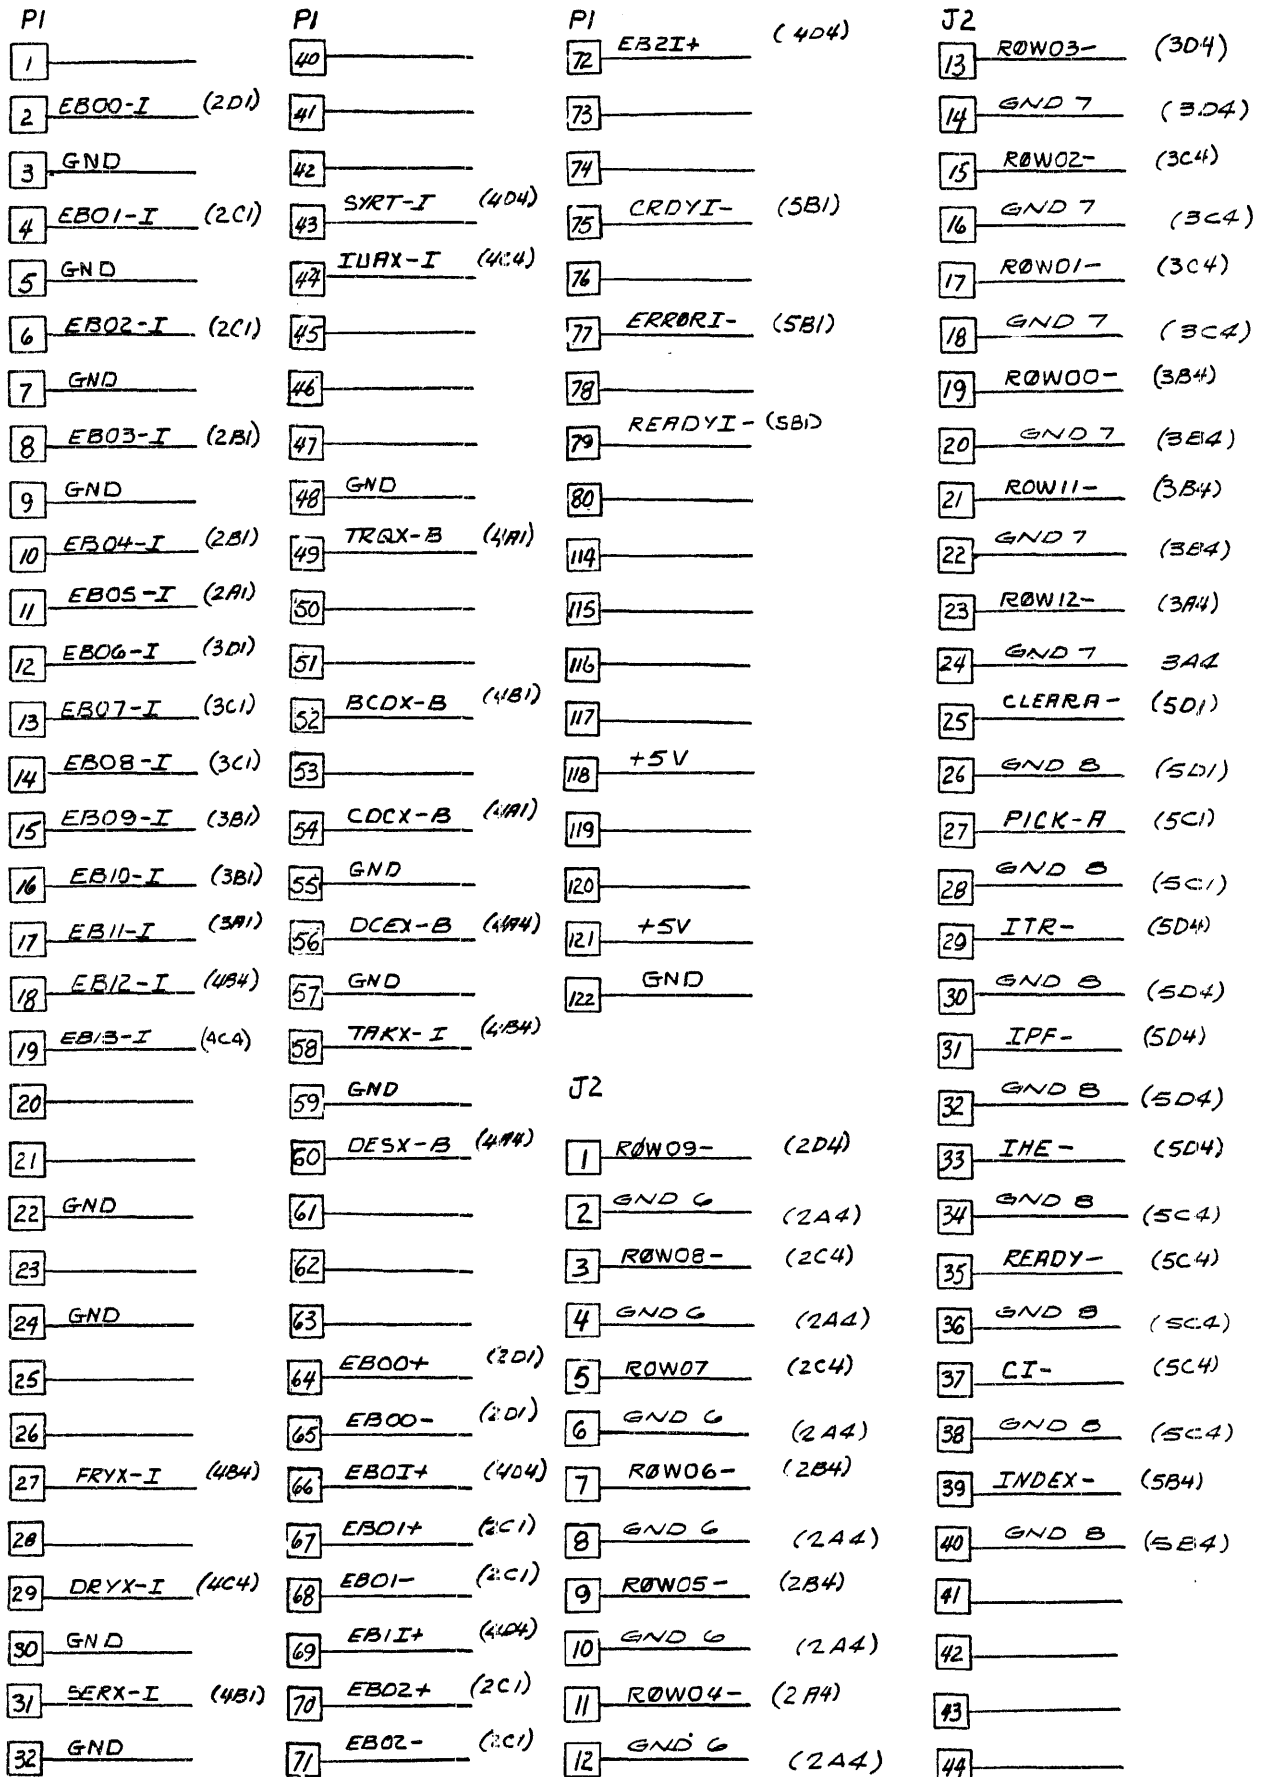 P1
1
2 EB00-I (2D1)
3 GND
4 EB01-I (2C1)
5 GND
6 EB02-I (2C1)
7 GND
8 EB03-I (2B1)
9 GND
10 EB04-I (2B1)
11 EB05-I (2A1)
12 EB06-I (3D1)
13 EB07-I (3C1)
14 EB08-I (3C1)
15 EB09-I (3B1)
16 EB10-I (3B1)
17 EB11-I (3A1)
18 EB12-I (4B4)
19 EB13-I (4C4)
20
21
22 GND
23
24 GND
25
26
27 FRYX-I (4B4)
28
29 DRYX-I (4C4)
30 GND
31 SERX-I (4B1)
32 GND
P1
40
41
42
43 SYRT-I (4D4)
44 IUAX-I (4C4)
45
46
47
48 GND
49 TRQX-B (4A1)
50
51
52 BCDX-B (4B1)
53
54 CDCX-B (4A1)
55 GND
56 DCEX-B (4A4)
57 GND
58 TAKX-I (4B4)
59 GND
60 DESX-B (4A4)
61
62
63
64 EB00+ (2D1)
65 EB00- (2D1)
66 EB0I+ (4D4)
67 EB01+ (2C1)
68 EB01- (2C1)
69 EB1I+ (4D4)
70 EB02+ (2C1)
71 EB02- (2C1)
P1
72 EB2I+ (4D4)
73
74
75 CRDYI- (5B1)
76
77 ERRØRI- (5B1)
78
79 READYI- (5B1)
80
114
115
116
117
118 +5V
119
120
121 +5V
122 GND
J2
1 RØW09- (2D4)
2 GND 6 (2A4)
3 RØW08- (2C4)
4 GND 6 (2A4)
5 ROW07 (2C4)
6 GND 6 (2A4)
7 RØW06- (2B4)
8 GND 6 (2A4)
9 RØW05- (2B4)
10 GND 6 (2A4)
11 RØW04- (2A4)
12 GND 6 (2A4)
J2
13 RØW03- (3D4)
14 GND 7 (3D4)
15 RØW02- (3C4)
16 GND 7 (3C4)
17 RØW01- (3C4)
18 GND 7 (3C4)
19 RØW00- (3B4)
20 GND 7 (3B4)
21 ROW11- (3B4)
22 GND 7 (3B4)
23 RØW12- (3A4)
24 GND 7 3A4
25 CLEARA- (5D1)
26 GND 8 (5D1)
27 PICK-A (5C1)
28 GND 8 (5C1)
29 ITR- (5D4)
30 GND 8 (5D4)
31 IPF- (5D4)
32 GND 8 (5D4)
33 IHE- (5D4)
34 GND 8 (5C4)
35 READY- (5C4)
36 GND 8 (5C4)
37 CI- (5C4)
38 GND 8 (5C4)
39 INDEX- (5B4)
40 GND 8 (5B4)
41
42
43
44